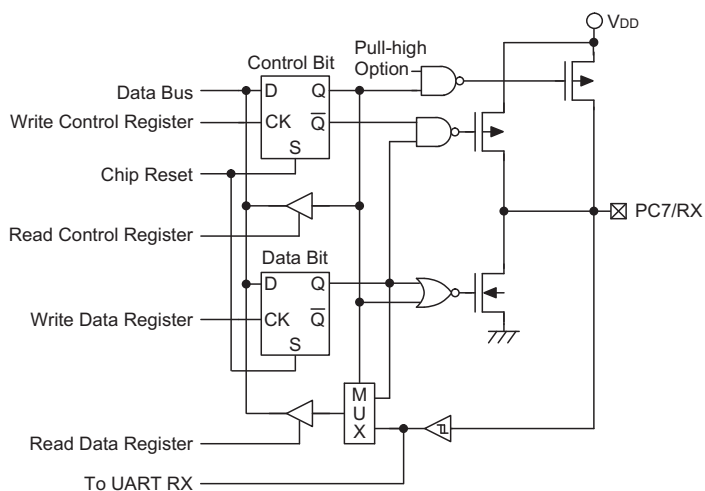 VDD
Pull-high
Option
Control Bit
Data Bus
D
Q
Write Control Register
CK
Q
S
Chip Reset
PC7/RX
Read Control Register
Data Bit
D
Q
Write Data Register
CK
Q
S
M
U
X
Read Data Register
To UART RX